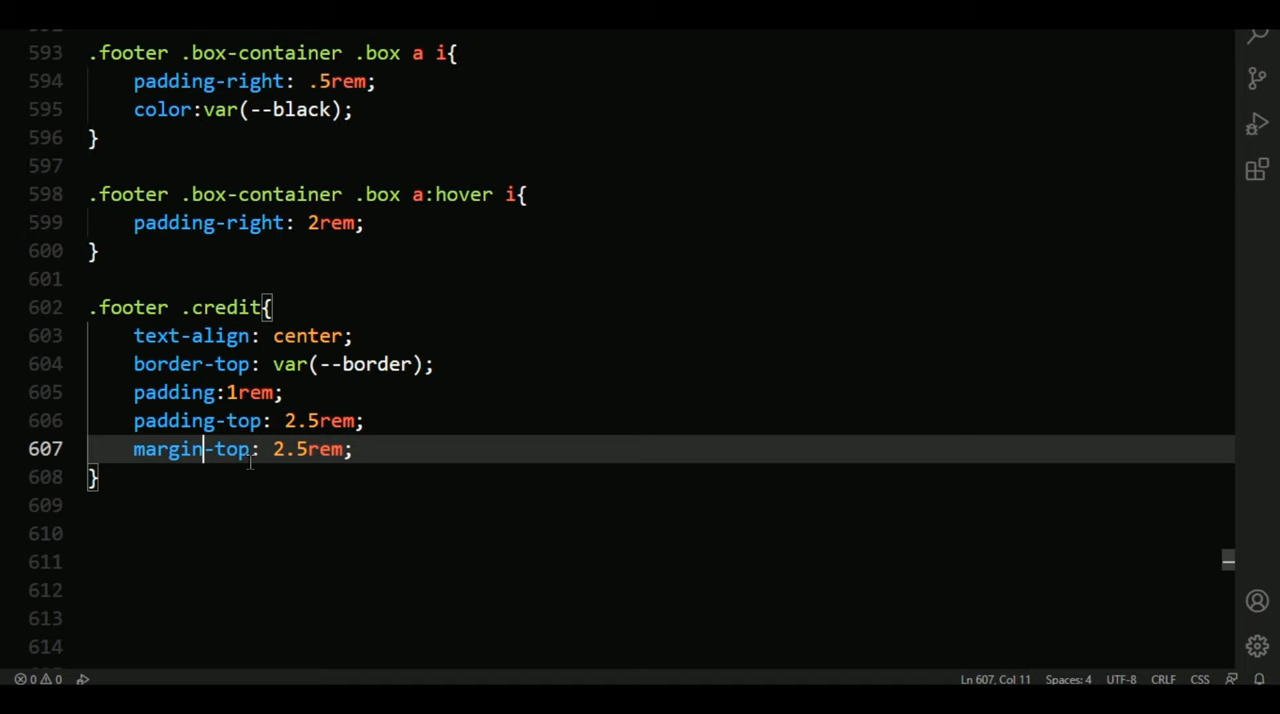 593 .footer .box-container .box a i{
594 padding-right: .5rem;
595 color:var(--black);
596 }
597
598 .footer .box-container .box a:hover i{
599 padding-right: 2rem;
600 }
601
602 .footer .credit{
603 text-align: center;
604 border-top: var(--border);
605 padding:1rem;
606 padding-top: 2.5rem;
607 margin-top: 2.5rem;
608 }
609
610
611
612
613
614
0 0 Ln 607, Col 11 Spaces: 4 UTF-8 CRLF CSS